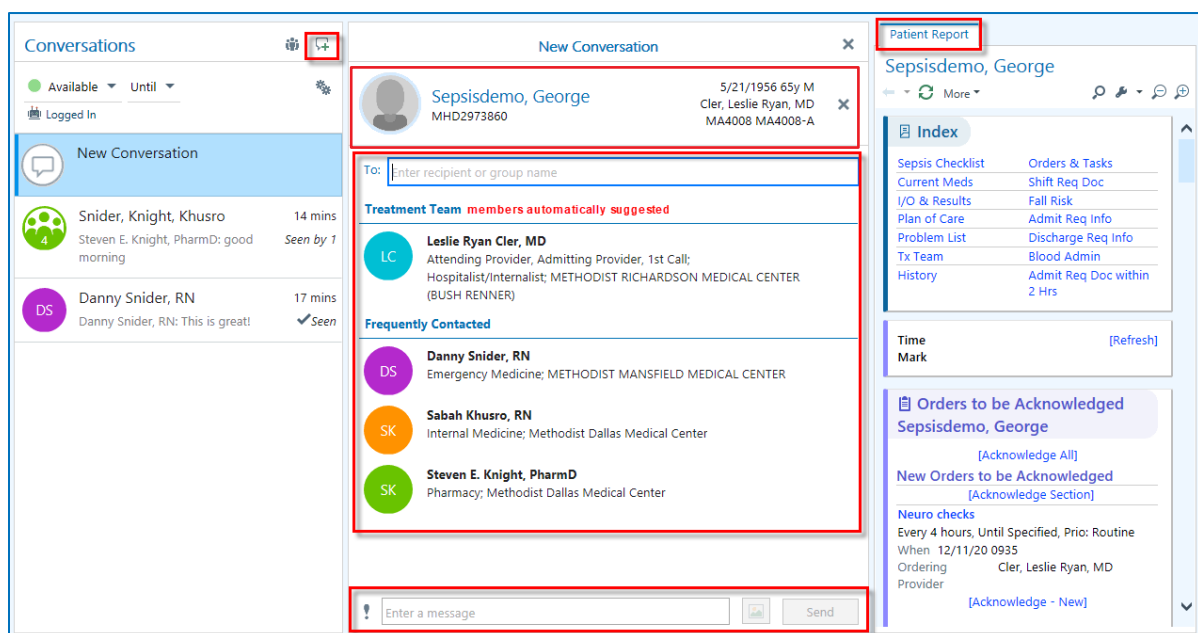 Conversations
Available
Until
Logged In
New Conversation
Snider, Knight, Khusro
14 mins
4
Steven E. Knight, PharmD: good
morning
Seen by 1
DS
Danny Snider, RN
17 mins
Danny Snider, RN: This is great!
Seen
New Conversation
Sepsisdemo, George
MHD2973860
5/21/1956 65y M
Cler, Leslie Ryan, MD
MA4008 MA4008-A
To:
Enter recipient or group name
Treatment Team members automatically suggested
LC
Leslie Ryan Cler, MD
Attending Provider, Admitting Provider, 1st Call;
Hospitalist/Internalist; METHODIST RICHARDSON MEDICAL CENTER
(BUSH RENNER)
Frequently Contacted
DS
Danny Snider, RN
Emergency Medicine; METHODIST MANSFIELD MEDICAL CENTER
SK
Sabah Khusro, RN
Internal Medicine; Methodist Dallas Medical Center
SK
Steven E. Knight, PharmD
Pharmacy; Methodist Dallas Medical Center
Enter a message
Send
Patient Report
Sepsisdemo, George
More
Index
Sepsis Checklist
Orders & Tasks
Current Meds
Shift Req Doc
I/O & Results
Fall Risk
Plan of Care
Admit Req Info
Problem List
Discharge Req Info
Tx Team
Blood Admin
History
Admit Req Doc within
2 Hrs
Time
Mark
[Refresh]
Orders to be Acknowledged
Sepsisdemo, George
[Acknowledge All]
New Orders to be Acknowledged
[Acknowledge Section]
Neuro checks
Every 4 hours, Until Specified, Prio: Routine
When 12/11/20 0935
Ordering
Provider
Cler, Leslie Ryan, MD
[Acknowledge - New]